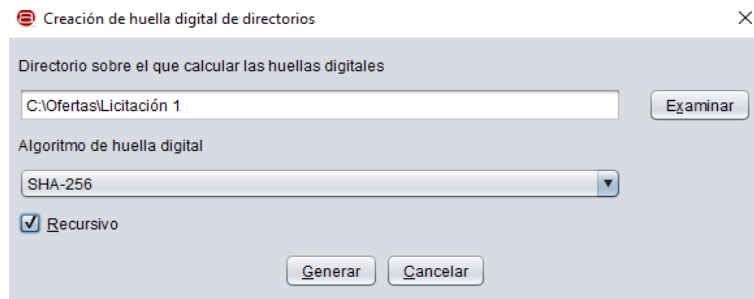 Creación de huella digital de directorios
Directorio sobre el que calcular las huellas digitales
C:\Ofertas\Licitación 1
Examinar
Algoritmo de huella digital
SHA-256
Recursivo
Generar Cancelar